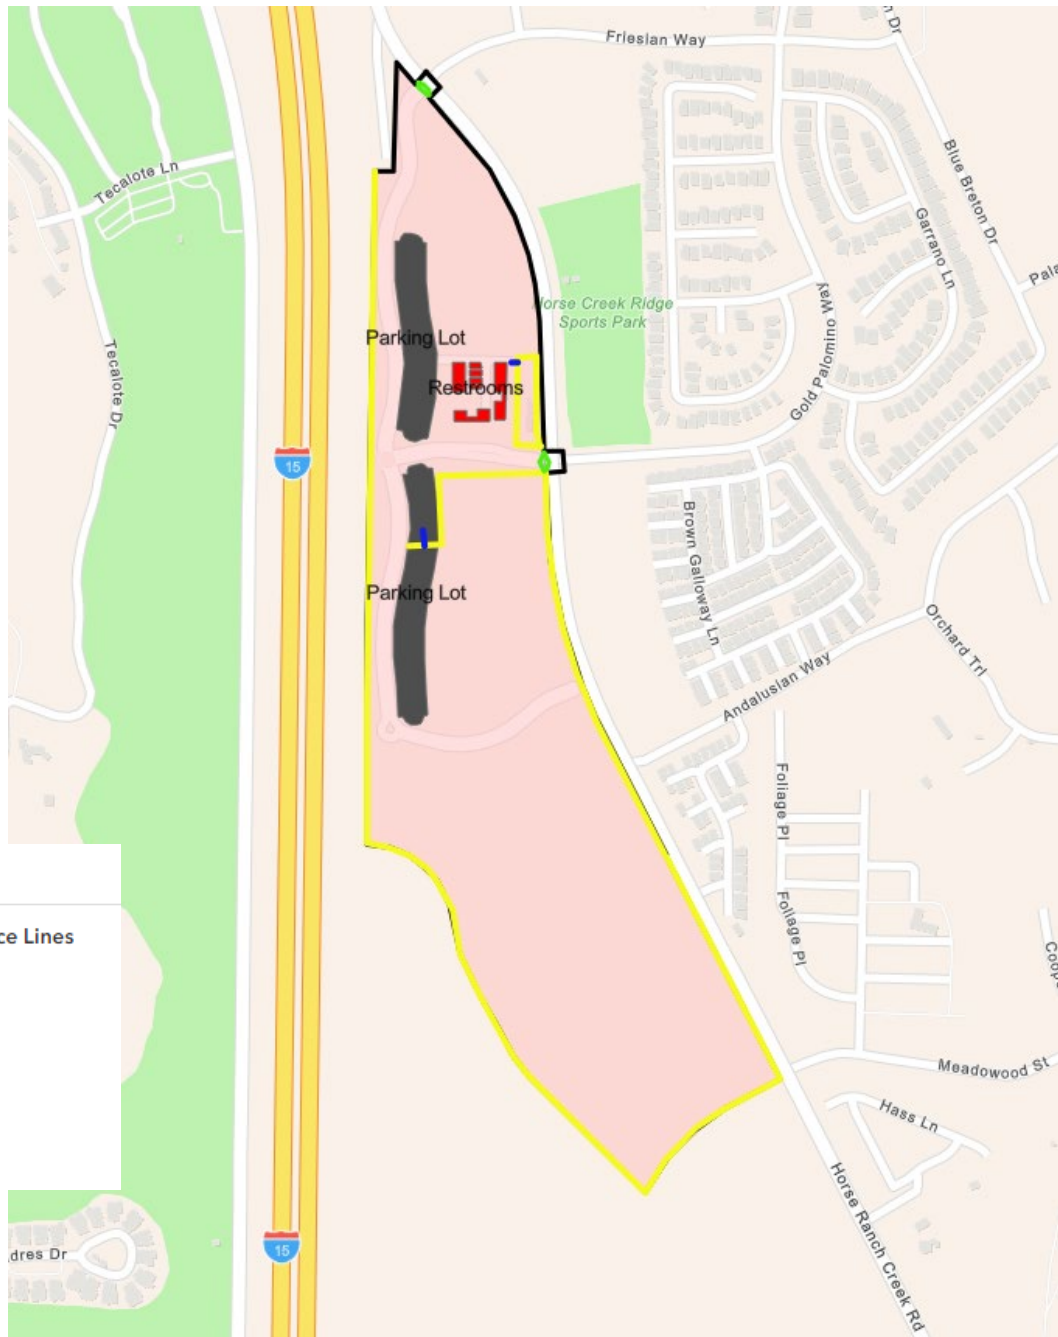 Friesian Way
Tecalote Ln
Blue Breton Dr
Garrano Ln
Horse Creek Ridge
Sports Park
Gold Palomino Way
Tecalote Dr
Parking Lot
Restrooms
15
Brown Galloway Ln
Parking Lot
Orchard Trl
Andalusian Way
Foliage Pl
Foliage Pl
ce Lines
Meadowood St
Hass Ln
Horse Ranch Creek Rd
15
dres Dr